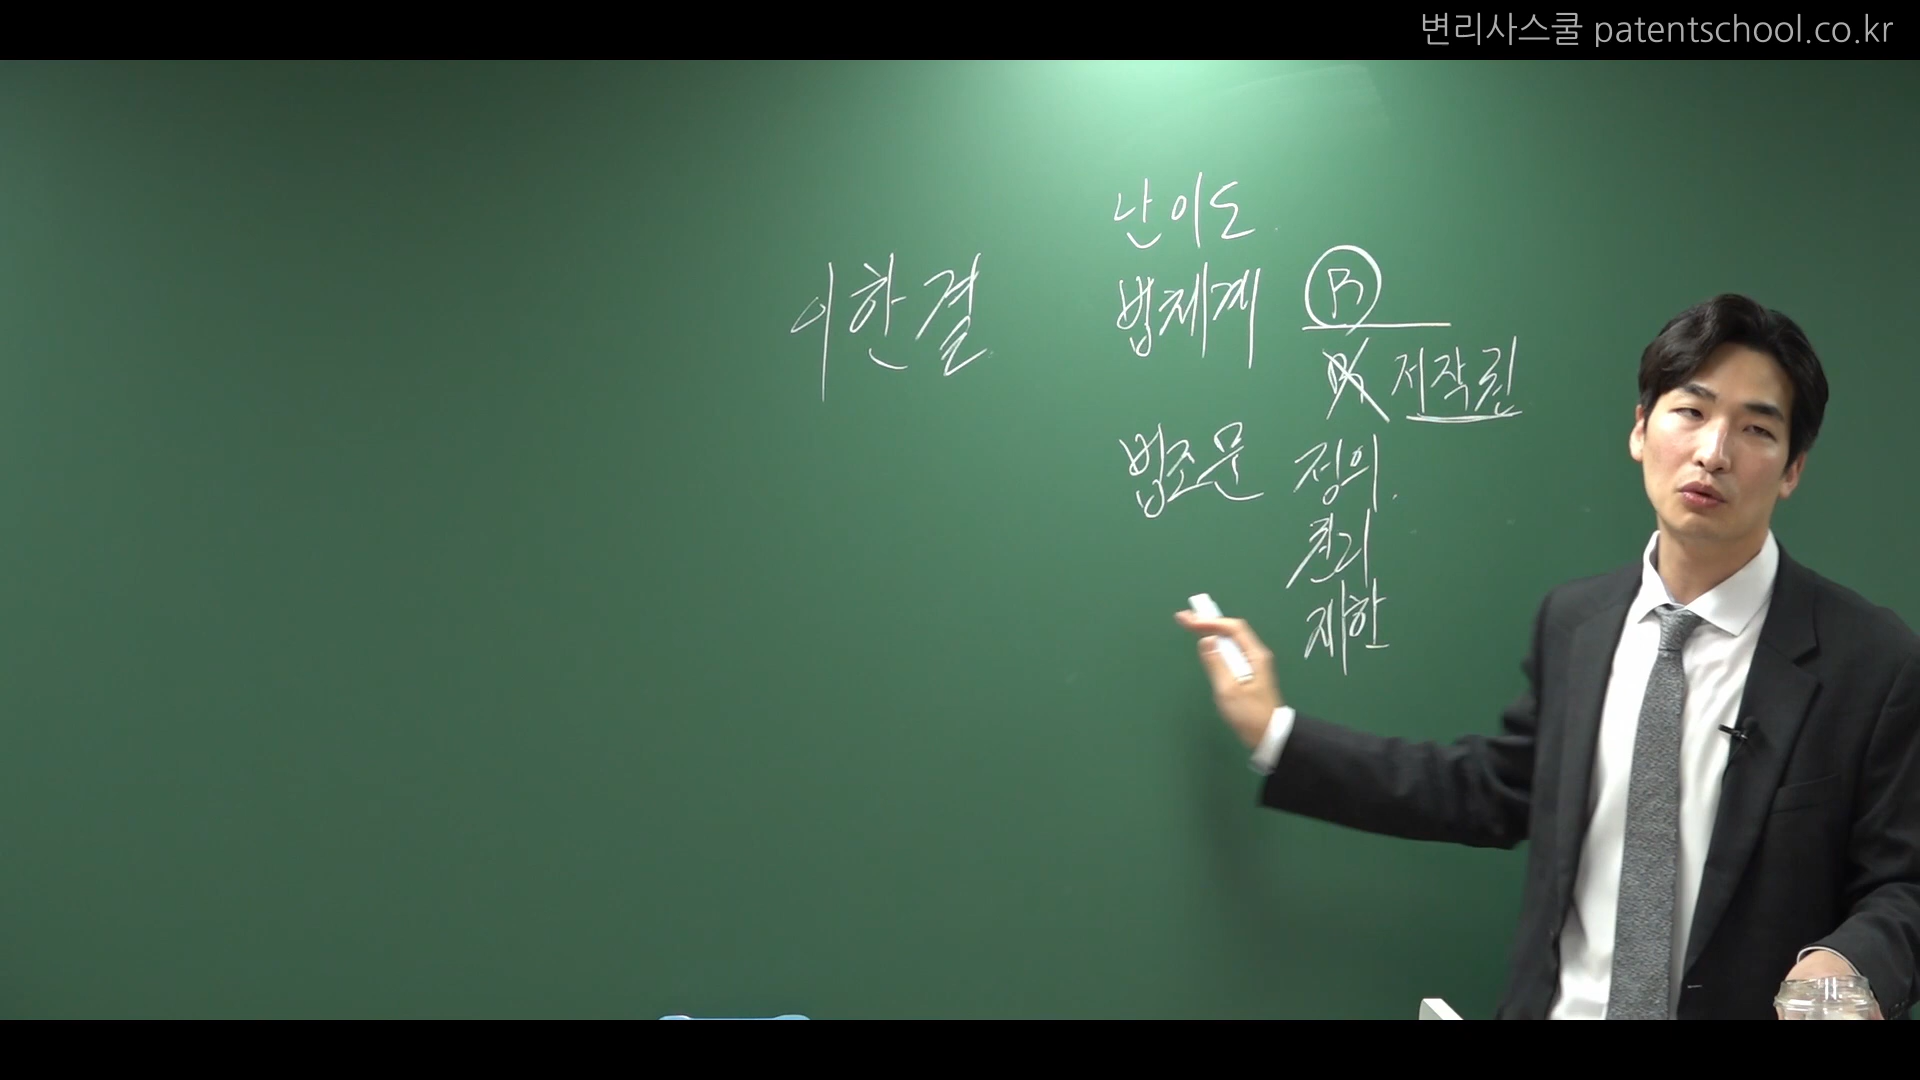 변리사스쿨 patentschool.co.kr
이한결
난이도
법체계 R
저작권
법조문 정의.
권리
제한